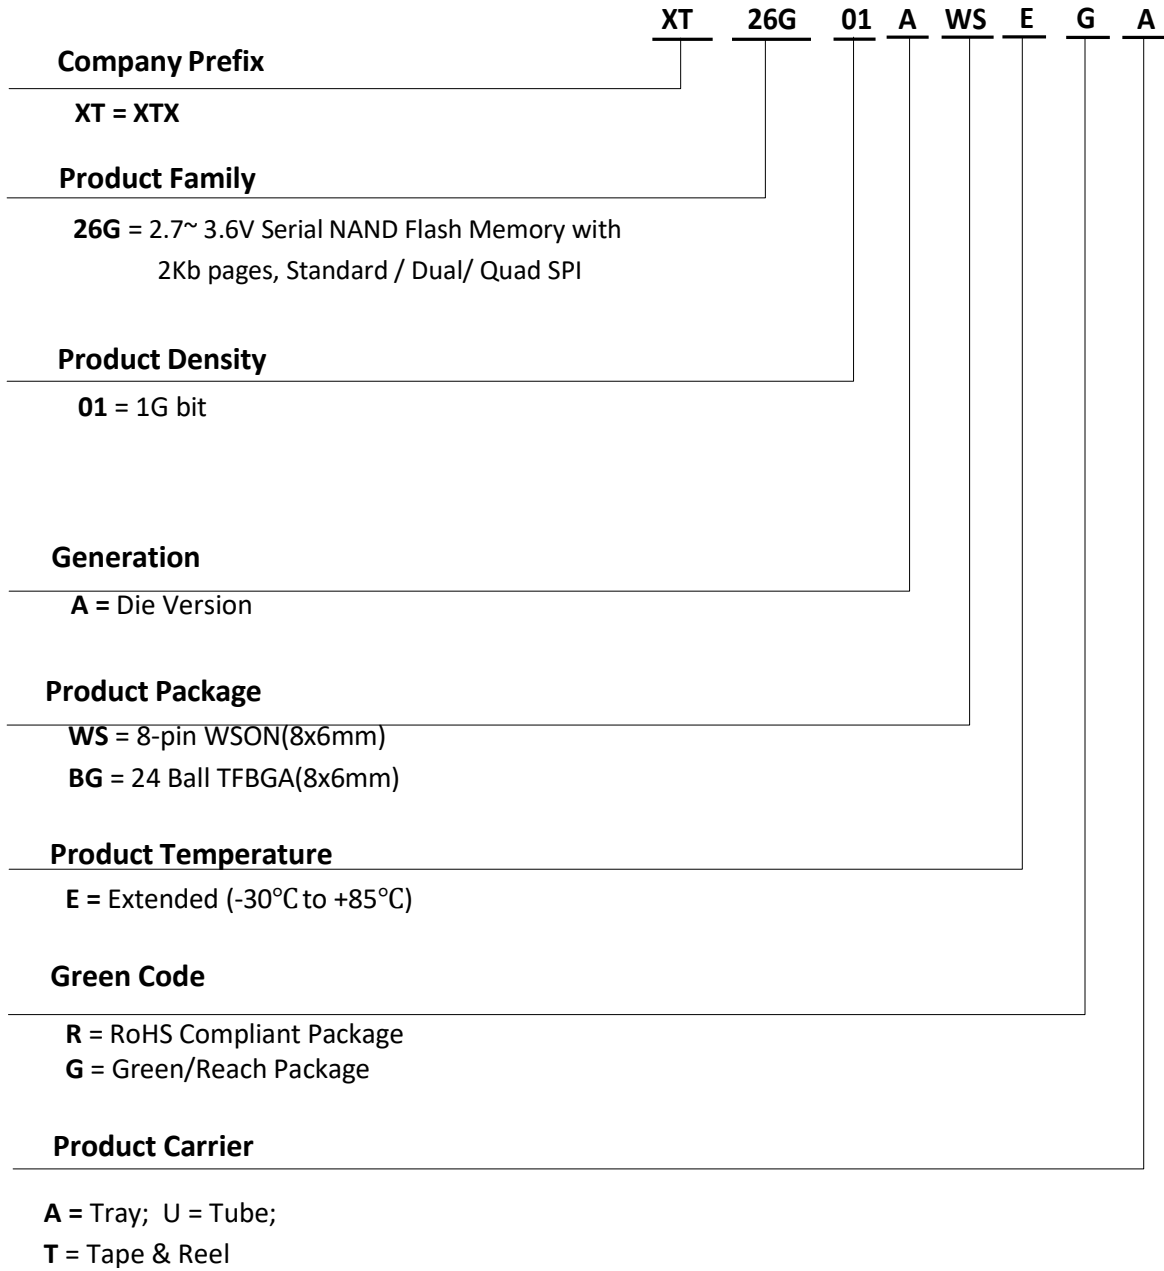 XT 26G 01 A WS E G A
Company Prefix
XT = XTX
Product Family
26G = 2.7~ 3.6V Serial NAND Flash Memory with
2Kb pages, Standard / Dual/ Quad SPI
Product Density
01 = 1G bit
Generation
A = Die Version
Product Package
WS = 8-pin WSON(8x6mm)
BG = 24 Ball TFBGA(8x6mm)
Product Temperature
E = Extended (-30℃ to +85℃)
Green Code
R = RoHS Compliant Package
G = Green/Reach Package
Product Carrier
A = Tray; U = Tube;
T = Tape & Reel